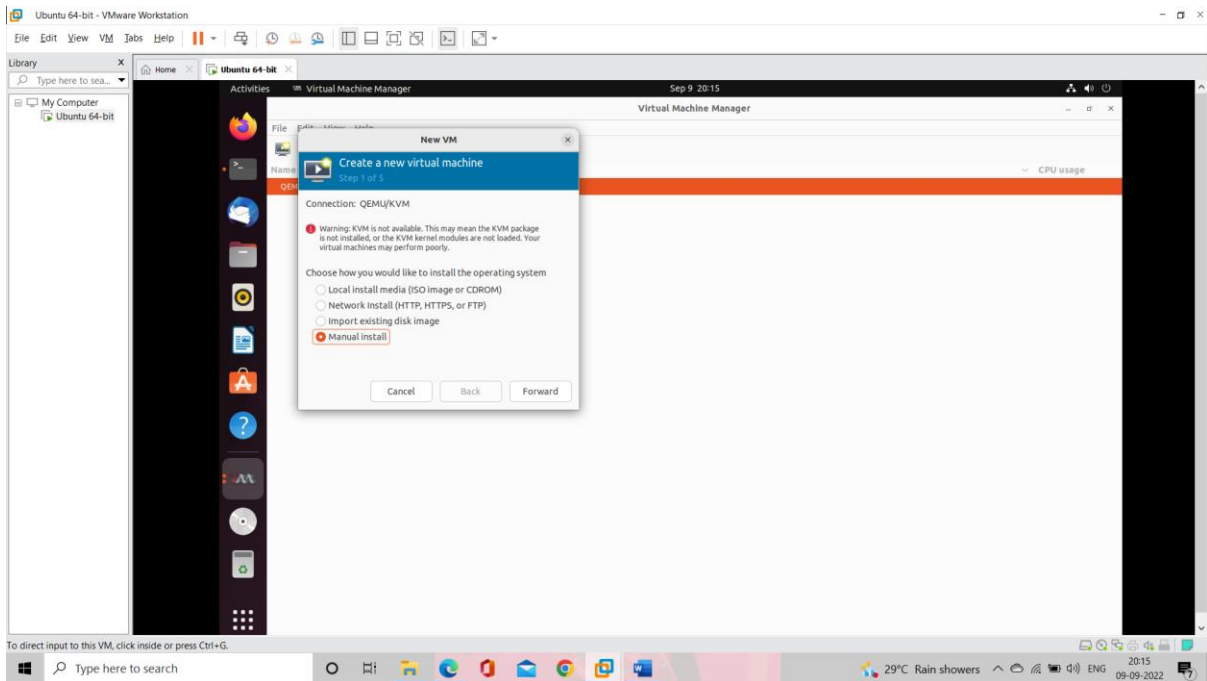 Ubuntu 64-bit - VMware Workstation
File Edit View VM Tabs Help
Library X
Type here to sea...
My Computer
Ubuntu 64-bit
Home Ubuntu 64-bit
Activities Virtual Machine Manager Sep 9 20:15
Virtual Machine Manager
File Edit View Help
Name CPU usage
New VM
Create a new virtual machine
Step 1 of 5
Connection: QEMU/KVM
Warning: KVM is not available. This may mean the KVM package
is not installed, or the KVM kernel modules are not loaded. Your
virtual machines may perform poorly.
Choose how you would like to install the operating system
Local install media (ISO image or CDROM)
Network Install (HTTP, HTTPS, or FTP)
Import existing disk image
Manual install
Cancel Back Forward
To direct input to this VM, click inside or press Ctrl+G.
Type here to search
29°C Rain showers ENG
20:15
09-09-2022
7